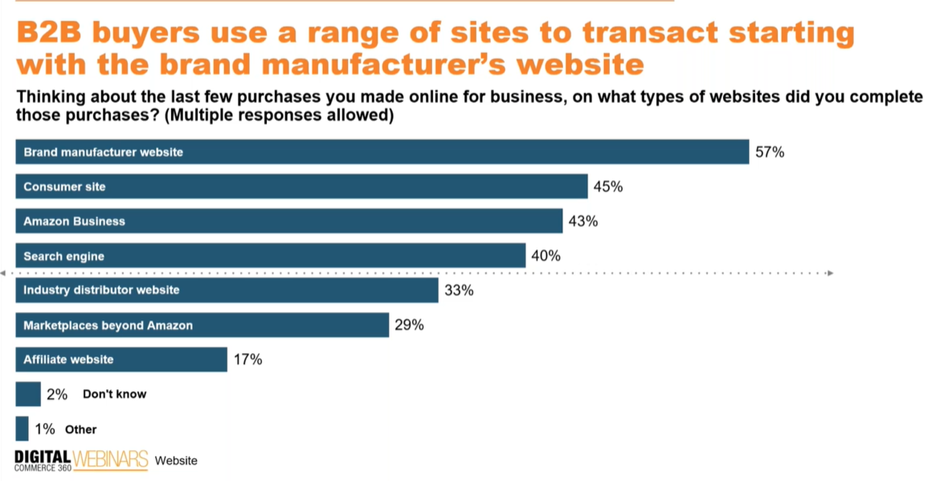 B2B buyers use a range of sites to transact starting
with the brand manufacturer's website
Thinking about the last few purchases you made online for business, on what types of websites did you complete
those purchases? (Multiple responses allowed)
Brand manufacturer website 57%
Consumer site 45%
Amazon Business 43%
Search engine 40%
Industry distributor website 33%
Marketplaces beyond Amazon 29%
Affiliate website 17%
2% Don't know
1% Other
DIGITAL WEBINARS Website
COMMERCE 360